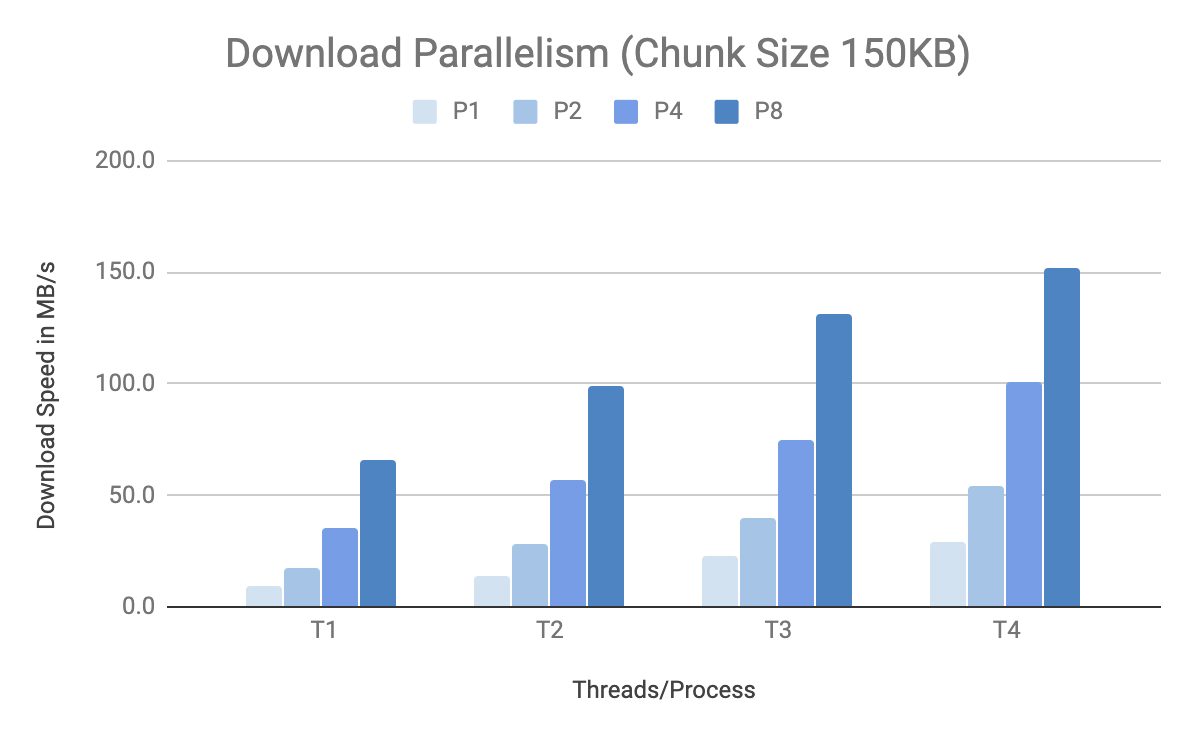 Download Parallelism (Chunk Size 150KB)
P1 P2 P4 P8
200.0
150.0
100.0
50.0
0.0
Download Speed in MB/s
T1 T2 T3 T4
Threads/Process